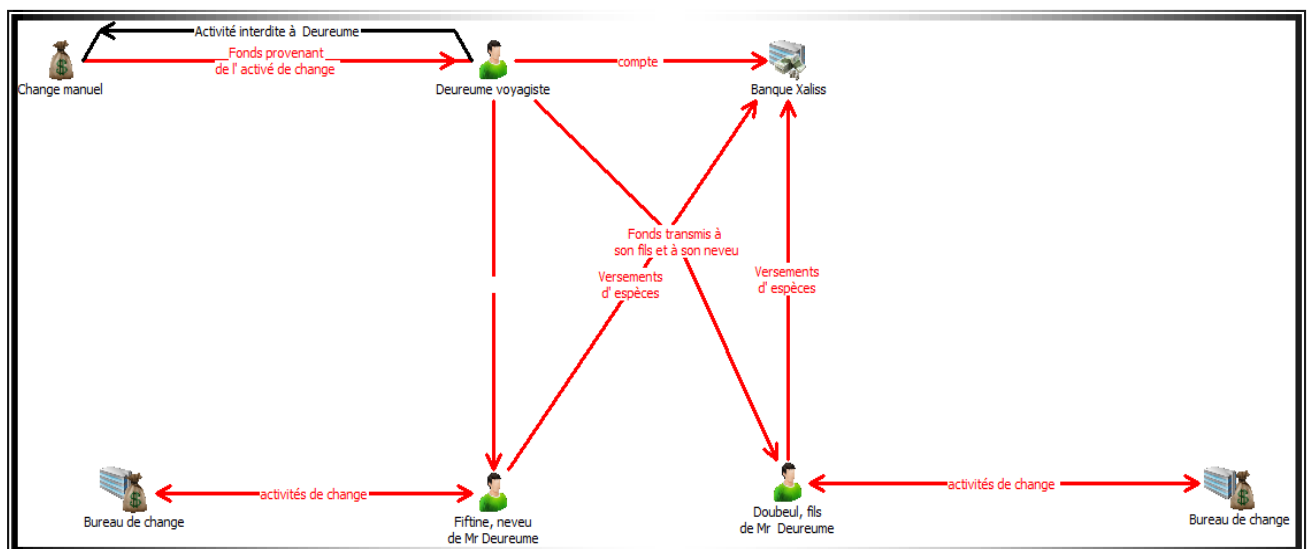 Activité interdite à Deureume
Fonds provenant
de l' activé de change
compte
Change manuel
Deureume voyagiste
Banque Xaliss
Fonds transmis à
son fils et à son neveu
Versements
d' espèces
Versements
d' espèces
activités de change
activités de change
Bureau de change
Fiftine, neveu
de Mr Deureume
Doubeul, fils
de Mr Deureume
Bureau de change